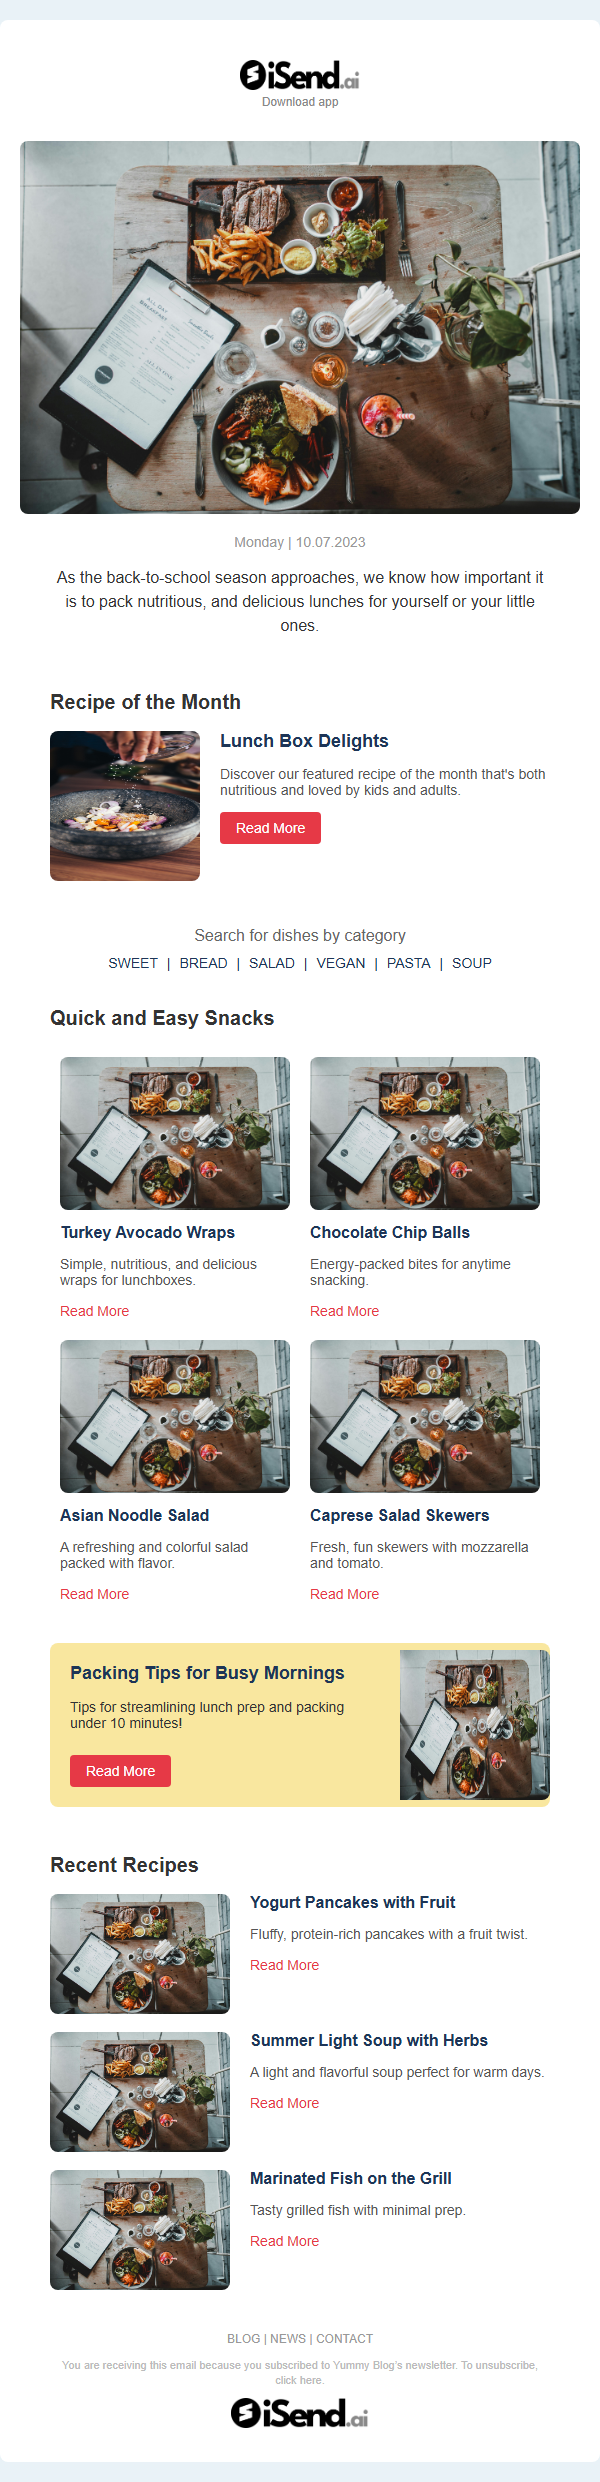 iSend.ai
Download app
ALL DAY
BREAKFAST
Monday | 10.07.2023
As the back-to-school season approaches, we know how important it
is to pack nutritious, and delicious lunches for yourself or your little
ones.
Recipe of the Month
Lunch Box Delights
Discover our featured recipe of the month that's both
nutritious and loved by kids and adults.
Read More
Search for dishes by category
SWEET | BREAD | SALAD | VEGAN | PASTA | SOUP
Quick and Easy Snacks
Turkey Avocado Wraps
Simple, nutritious, and delicious
wraps for lunchboxes.
Read More
Chocolate Chip Balls
Energy-packed bites for anytime
snacking.
Read More
Asian Noodle Salad
A refreshing and colorful salad
packed with flavor.
Read More
Caprese Salad Skewers
Fresh, fun skewers with mozzarella
and tomato.
Read More
Packing Tips for Busy Mornings
Tips for streamlining lunch prep and packing
under 10 minutes!
Read More
Recent Recipes
Yogurt Pancakes with Fruit
Fluffy, protein-rich pancakes with a fruit twist.
Read More
Summer Light Soup with Herbs
A light and flavorful soup perfect for warm days.
Read More
Marinated Fish on the Grill
Tasty grilled fish with minimal prep.
Read More
BLOG | NEWS | CONTACT
You are receiving this email because you subscribed to Yummy Blog's newsletter. To unsubscribe,
click here.
iSend.ai